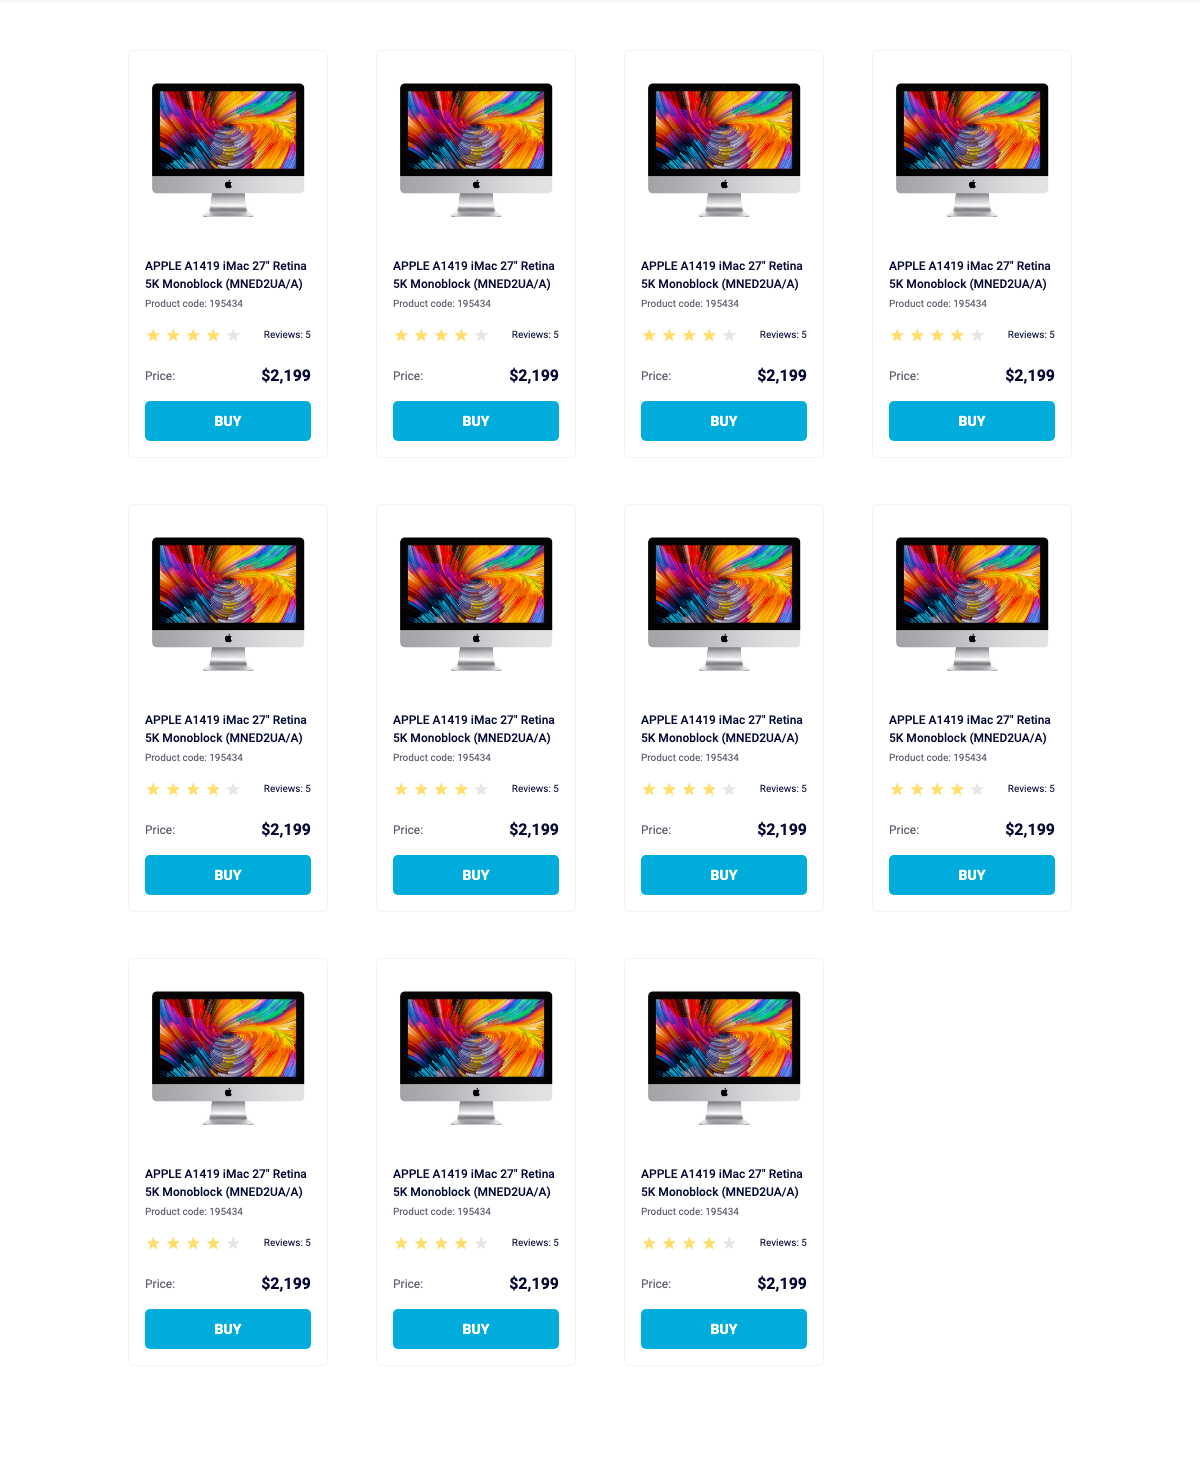 APPLE A1419 iMac 27" Retina
5K Monoblock (MNED2UA/A)
Product code: 195434
Reviews: 5
Price: $2,199
BUY
APPLE A1419 iMac 27" Retina
5K Monoblock (MNED2UA/A)
Product code: 195434
Reviews: 5
Price: $2,199
BUY
APPLE A1419 iMac 27" Retina
5K Monoblock (MNED2UA/A)
Product code: 195434
Reviews: 5
Price: $2,199
BUY
APPLE A1419 iMac 27" Retina
5K Monoblock (MNED2UA/A)
Product code: 195434
Reviews: 5
Price: $2,199
BUY
APPLE A1419 iMac 27" Retina
5K Monoblock (MNED2UA/A)
Product code: 195434
Reviews: 5
Price: $2,199
BUY
APPLE A1419 iMac 27" Retina
5K Monoblock (MNED2UA/A)
Product code: 195434
Reviews: 5
Price: $2,199
BUY
APPLE A1419 iMac 27" Retina
5K Monoblock (MNED2UA/A)
Product code: 195434
Reviews: 5
Price: $2,199
BUY
APPLE A1419 iMac 27" Retina
5K Monoblock (MNED2UA/A)
Product code: 195434
Reviews: 5
Price: $2,199
BUY
APPLE A1419 iMac 27" Retina
5K Monoblock (MNED2UA/A)
Product code: 195434
Reviews: 5
Price: $2,199
BUY
APPLE A1419 iMac 27" Retina
5K Monoblock (MNED2UA/A)
Product code: 195434
Reviews: 5
Price: $2,199
BUY
APPLE A1419 iMac 27" Retina
5K Monoblock (MNED2UA/A)
Product code: 195434
Reviews: 5
Price: $2,199
BUY